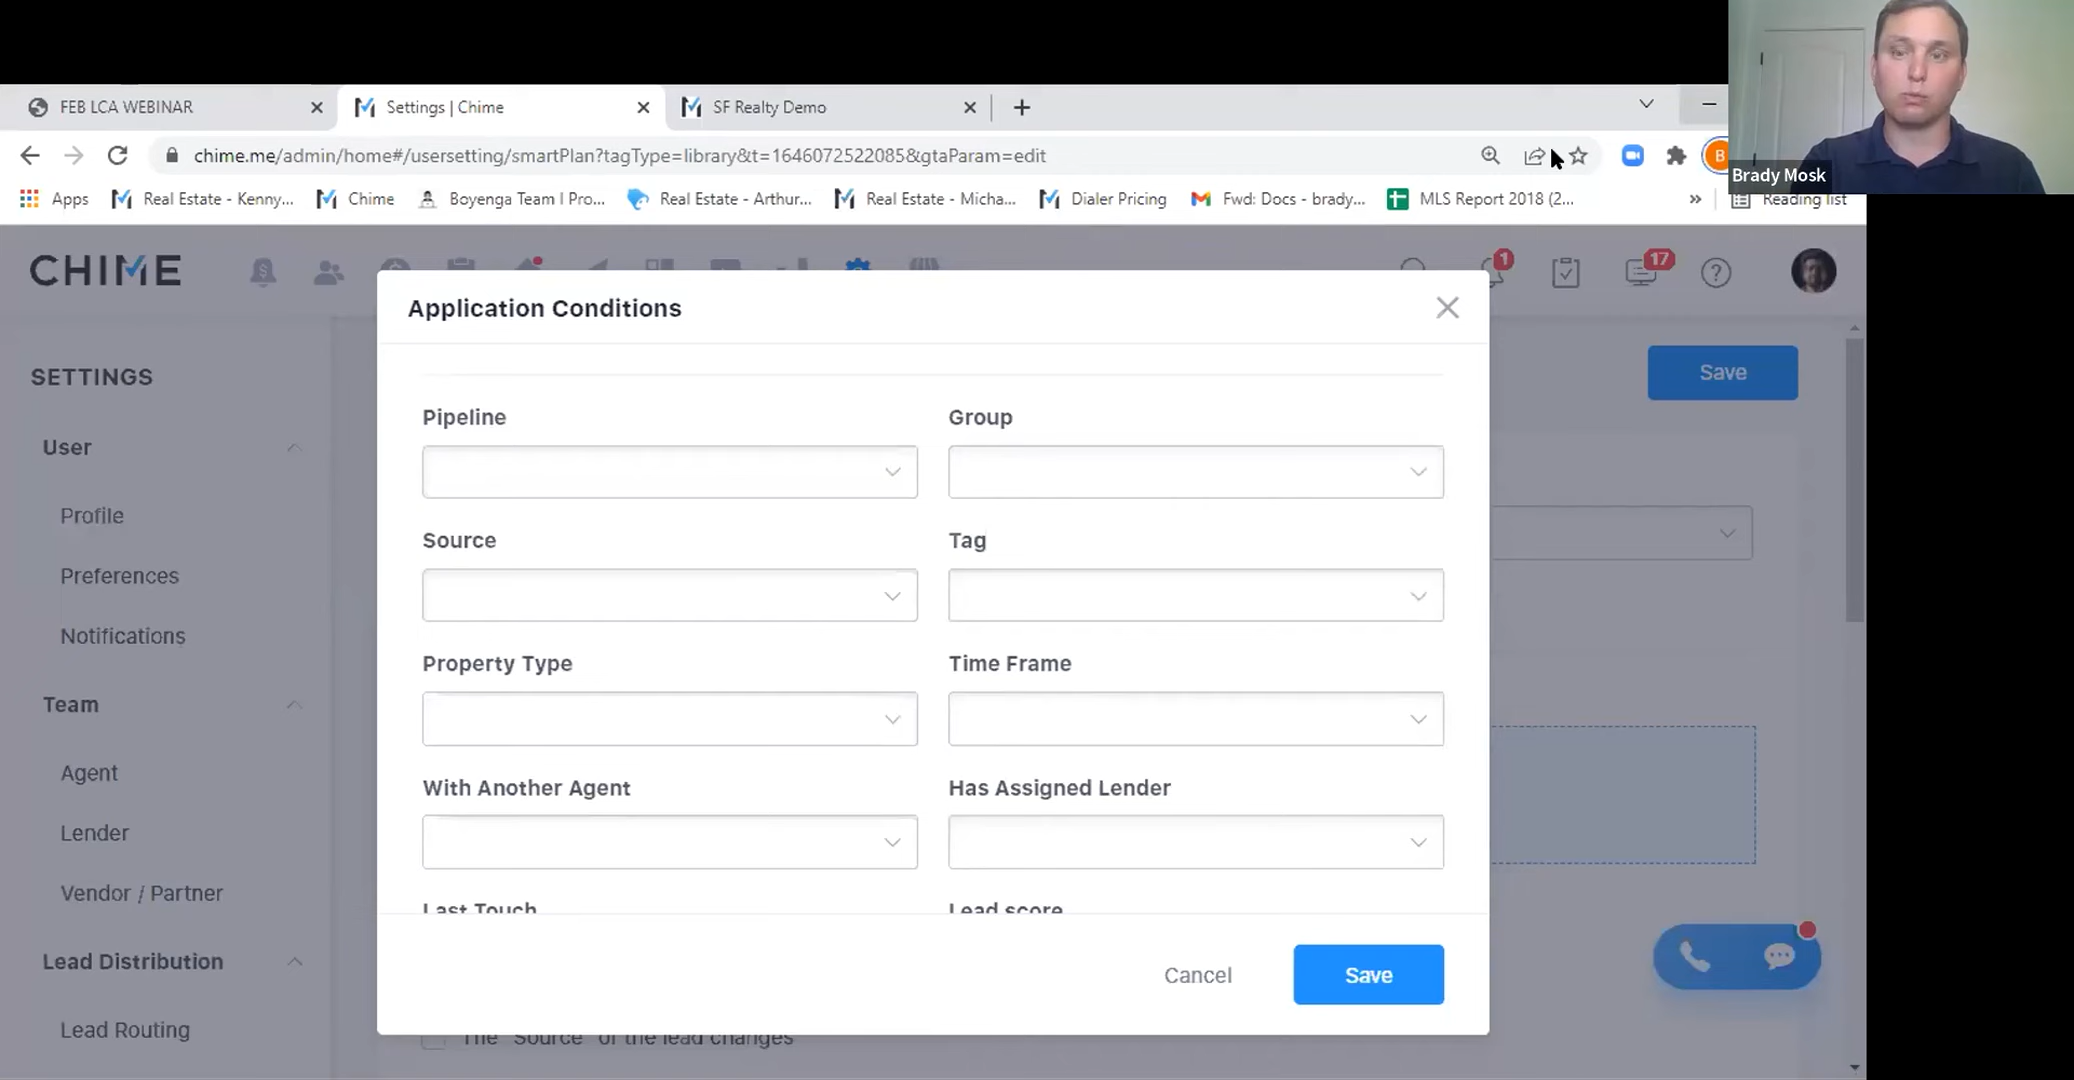 FEB LCA WEBINAR
Settings | Chime
SF Realty Demo
chime.me/admin/home#/usersetting/smartPlan?tagType=library&t=1646072522085&gtaParam=edit
B
Brady Mosk
Apps
Real Estate - Kenny...
Chime
Boyenga Team I Pro...
Real Estate - Arthur...
Real Estate - Micha...
Dialer Pricing
Fwd: Docs - brady...
MLS Report 2018 (2...
»
Reading list
CHIME
1
17
Application Conditions
SETTINGS
Save
User
Profile
Preferences
Notifications
Team
Agent
Lender
Vendor / Partner
Lead Distribution
Lead Routing
Pipeline
Group
Source
Tag
Property Type
Time Frame
With Another Agent
Has Assigned Lender
Last Touch
Lead score
Cancel
Save
The "Source" of the lead changes